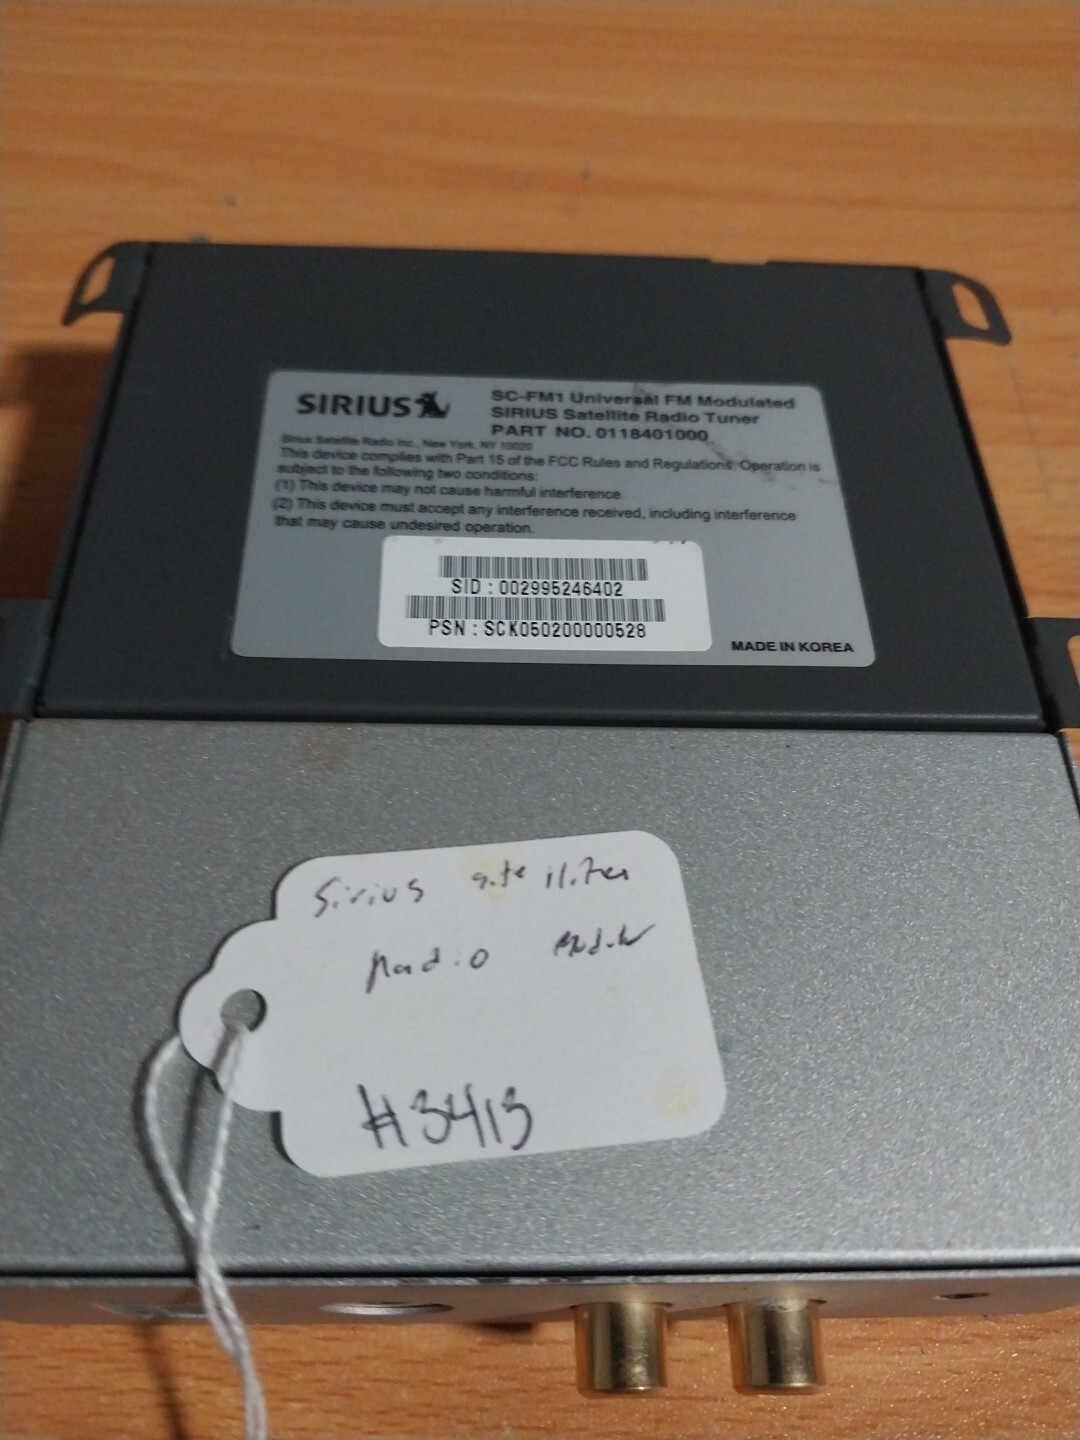 SIRIUS
SC-FM1 Universal FM Modulated
SIRIUS Satellite Radio Tuner
PART NO. 0118401000
Sirius Satellite Radio Inc., New York, NY 10020
This device complies with Part 15 of the FCC Rules and Regulations. Operation is
subject to the following two conditions:
(1) This device may not cause harmful interference.
(2) This device must accept any interference received, including interference
that may cause undesired operation.
SID : 002995246402
PSN : SCK050200000528
MADE IN KOREA
Sirius
Radio
#3413